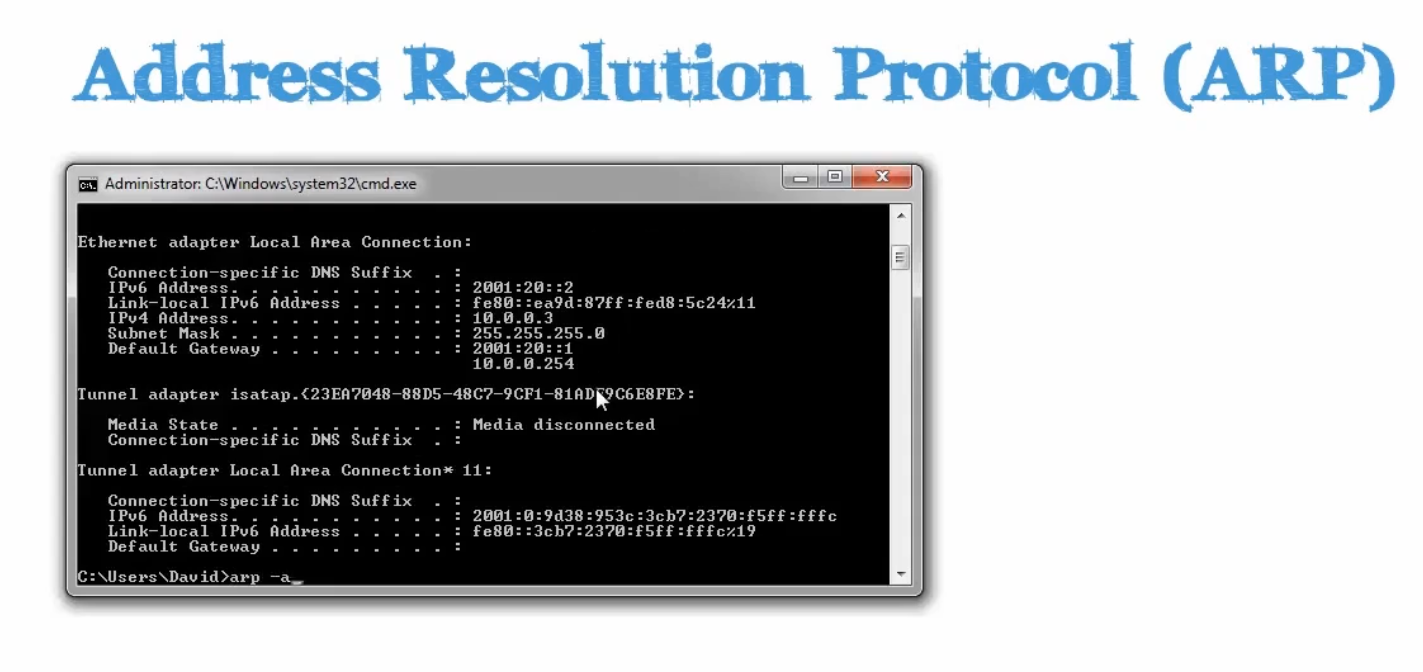 Address Resolution Protocol (ARP)
Administrator: C:\Windows\system32\cmd.exe
Ethernet adapter Local Area Connection:
Connection-specific DNS Suffix . :
IPv6 Address. . . . . . . . . . . : 2001:20::2
Link-local IPv6 Address . . . . . : fe80::ea9d:87ff:fed8:5c24%11
IPv4 Address. . . . . . . . . . . : 10.0.0.3
Subnet Mask . . . . . . . . . . . : 255.255.255.0
Default Gateway . . . . . . . . . : 2001:20::1
10.0.0.254
Tunnel adapter isatap.{23EA7048-88D5-48C7-9CF1-81ADF9C6E8FE}:
Media State . . . . . . . . . . . : Media disconnected
Connection-specific DNS Suffix . :
Tunnel adapter Local Area Connection* 11:
Connection-specific DNS Suffix . :
IPv6 Address. . . . . . . . . . . : 2001:0:9d38:953c:3cb7:2370:f5ff:fffc
Link-local IPv6 Address . . . . . : fe80::3cb7:2370:f5ff:fffc%19
Default Gateway . . . . . . . . . :
C:\Users\David>arp -a_